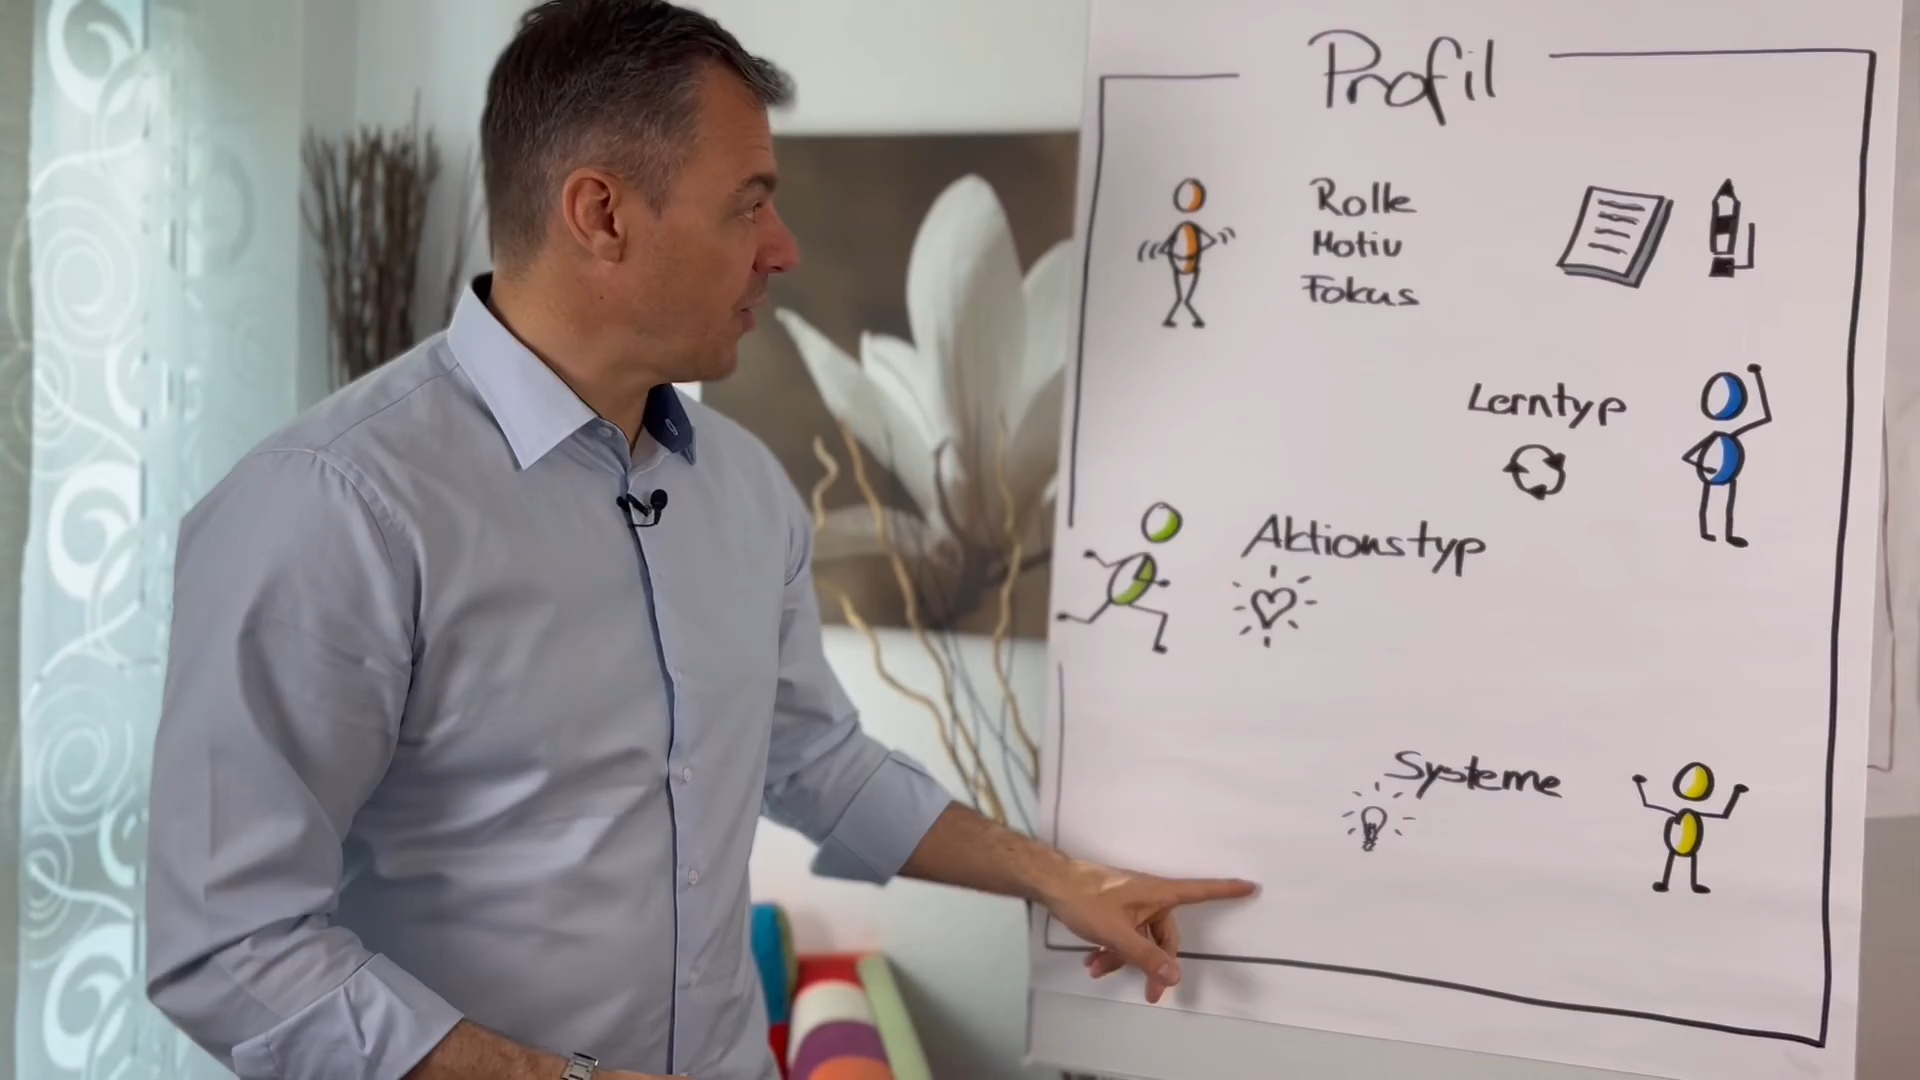 Profil
Rolle
Motiv
Fokus
Lerntyp
Aktionstyp
Systeme